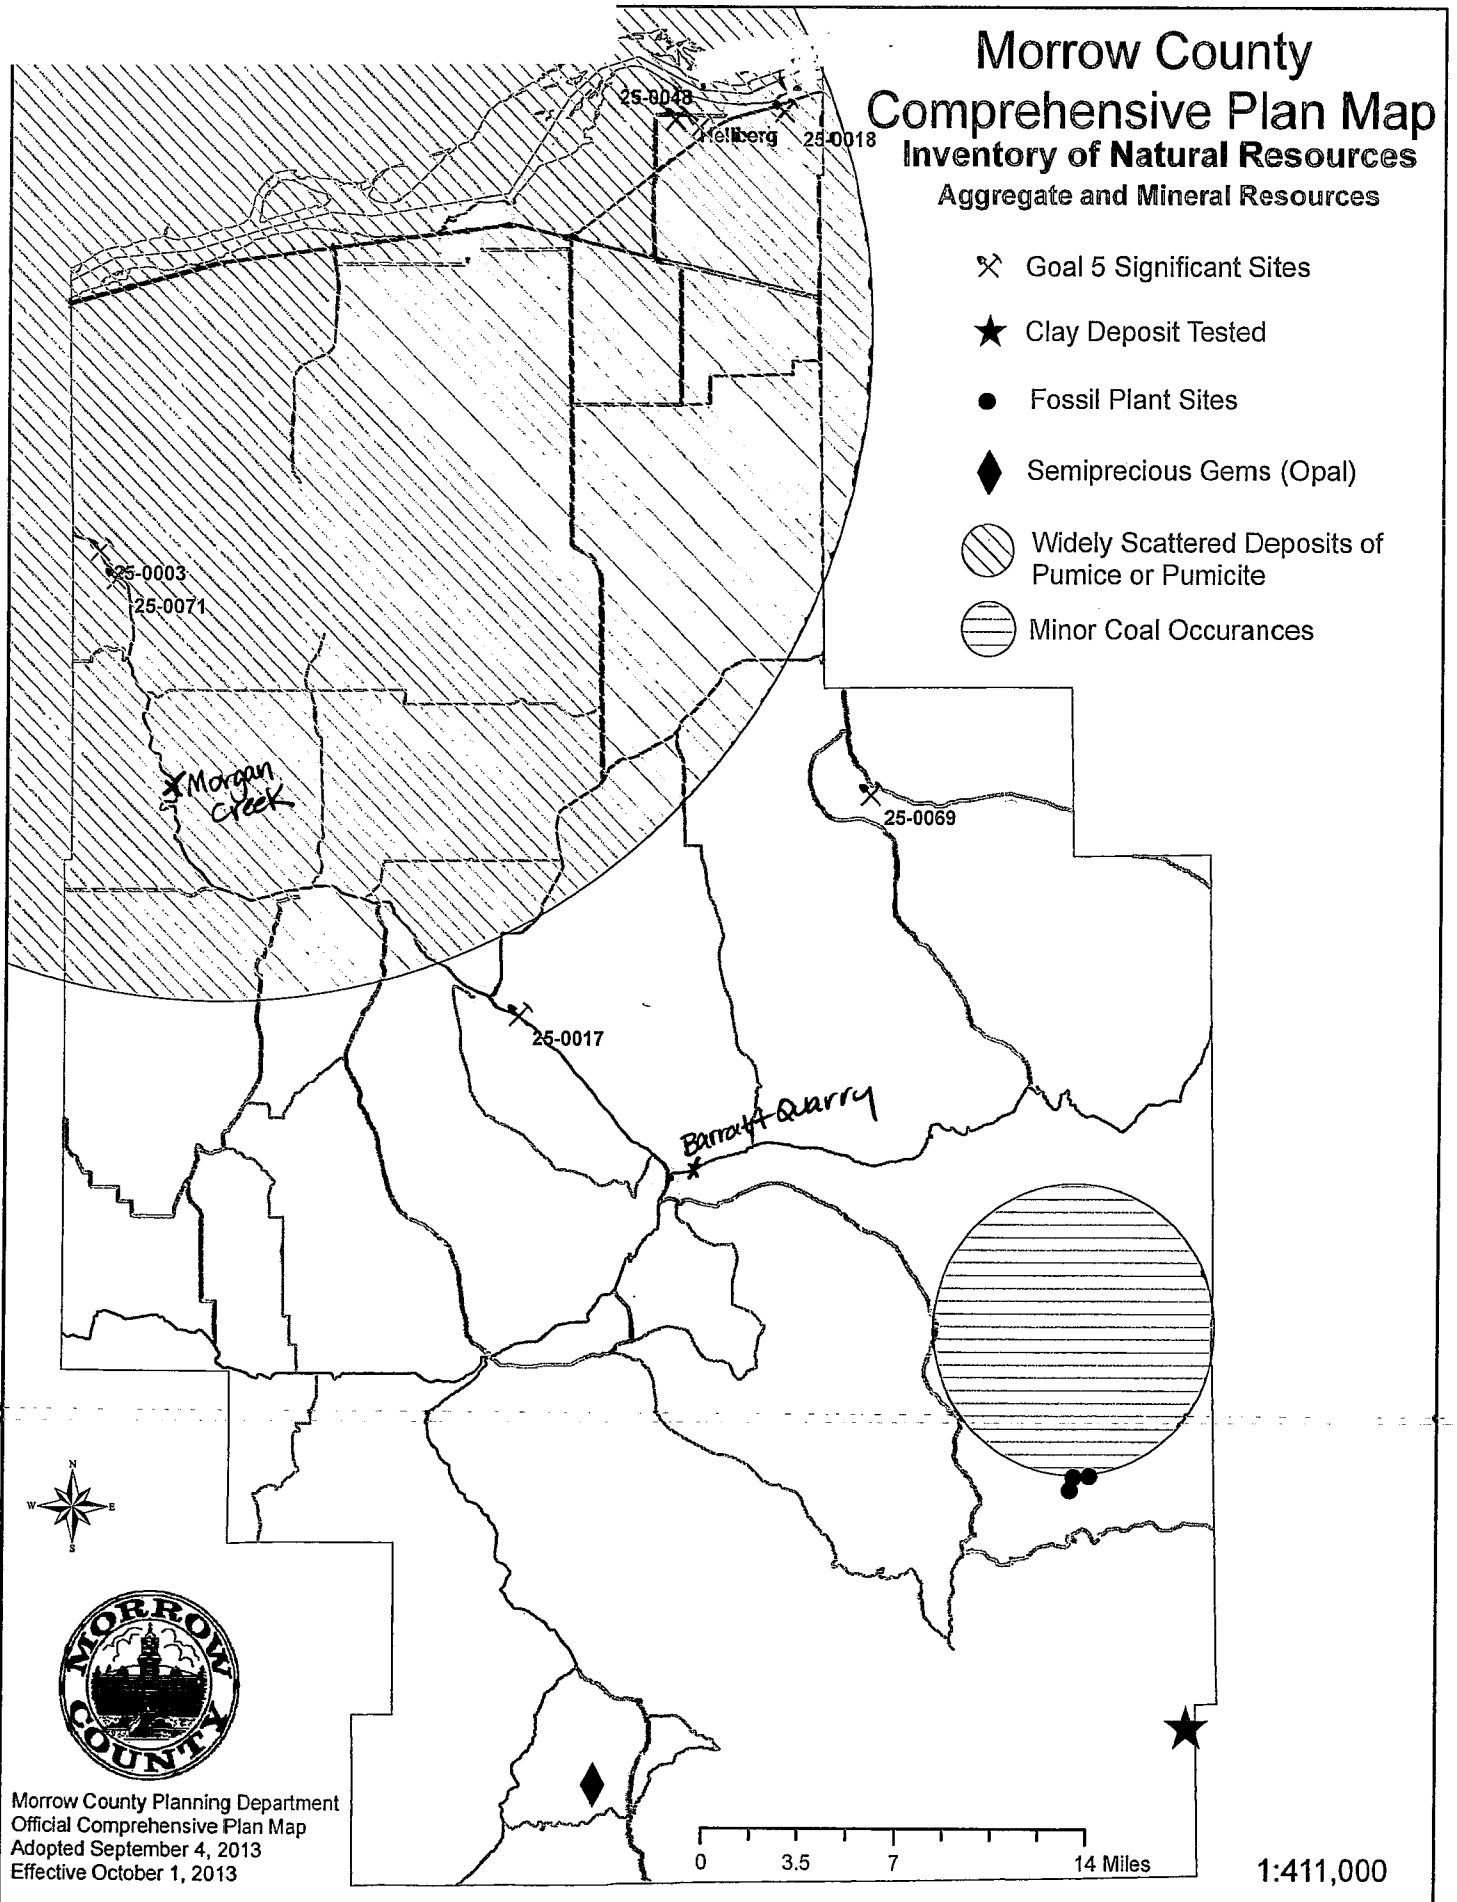 Morrow County
Comprehensive Plan Map
Inventory of Natural Resources
Aggregate and Mineral Resources
Goal 5 Significant Sites
Clay Deposit Tested
Fossil Plant Sites
Semiprecious Gems (Opal)
Widely Scattered Deposits of
Pumice or Pumicite
Minor Coal Occurances
25-0048
Hellberg
25-0018
25-0003
25-0071
Morgan
Creek
25-0069
25-0017
Barratt Quarry
N
W E
S
MORROW
COUNTY
Morrow County Planning Department
Official Comprehensive Plan Map
Adopted September 4, 2013
Effective October 1, 2013
0 3.5 7 14 Miles
1:411,000